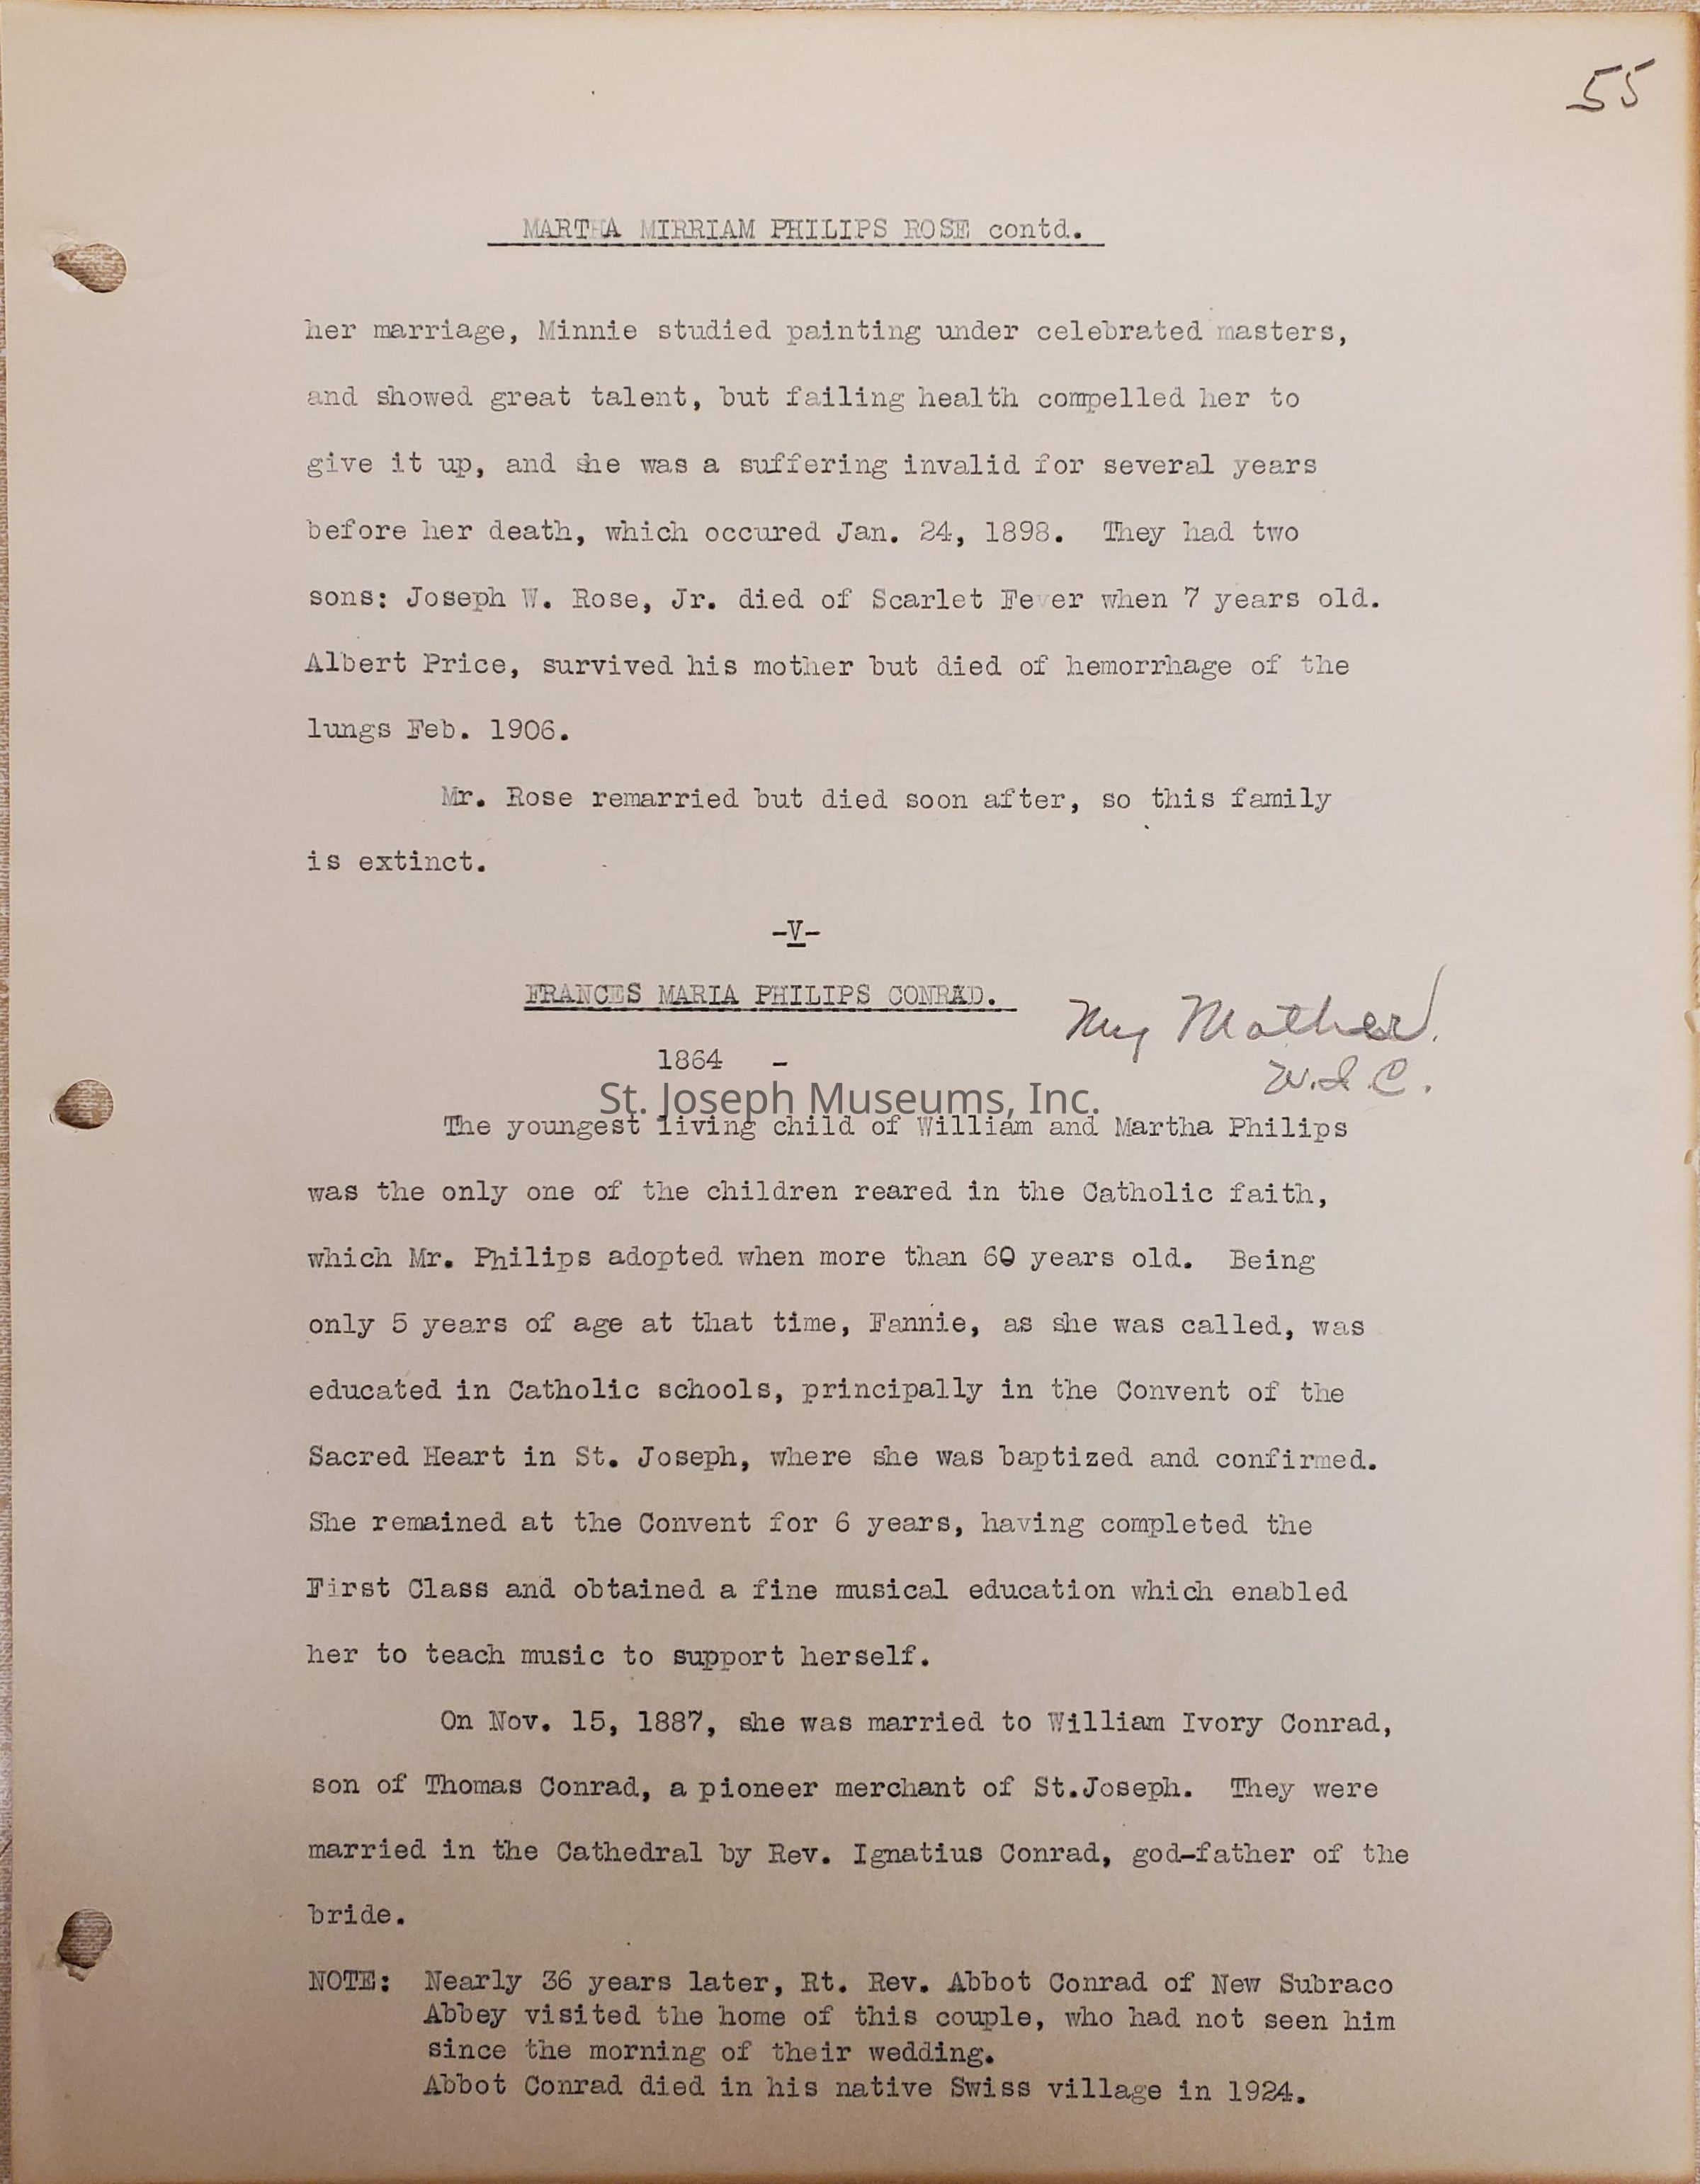 55
MARTHA MIRRIAM PHILIPS ROSE contd.
her marriage, Minnie studied painting under celebrated masters,
and showed great talent, but failing health compelled her to
give it up, and she was a suffering invalid for several years
before her death, which occured Jan. 24, 1898.  They had two
sons: Joseph W. Rose, Jr. died of Scarlet Fever when 7 years old.
Albert Price, survived his mother but died of hemorrhage of the
lungs Feb. 1906.
Mr. Rose remarried but died soon after, so this family
is extinct.
-V-
FRANCES MARIA PHILIPS CONRAD.
My Mother.
1864   -
W.I.C.
St. Joseph Museums, Inc.
The youngest living child of William and Martha Philips
was the only one of the children reared in the Catholic faith,
which Mr. Philips adopted when more than 60 years old.  Being
only 5 years of age at that time, Fannie, as she was called, was
educated in Catholic schools, principally in the Convent of the
Sacred Heart in St. Joseph, where she was baptized and confirmed.
She remained at the Convent for 6 years, having completed the
First Class and obtained a fine musical education which enabled
her to teach music to support herself.
On Nov. 15, 1887, she was married to William Ivory Conrad,
son of Thomas Conrad, a pioneer merchant of St.Joseph.  They were
married in the Cathedral by Rev. Ignatius Conrad, god-father of the
bride.
NOTE:  Nearly 36 years later, Rt. Rev. Abbot Conrad of New Subraco
Abbey visited the home of this couple, who had not seen him
since the morning of their wedding.
Abbot Conrad died in his native Swiss village in 1924.